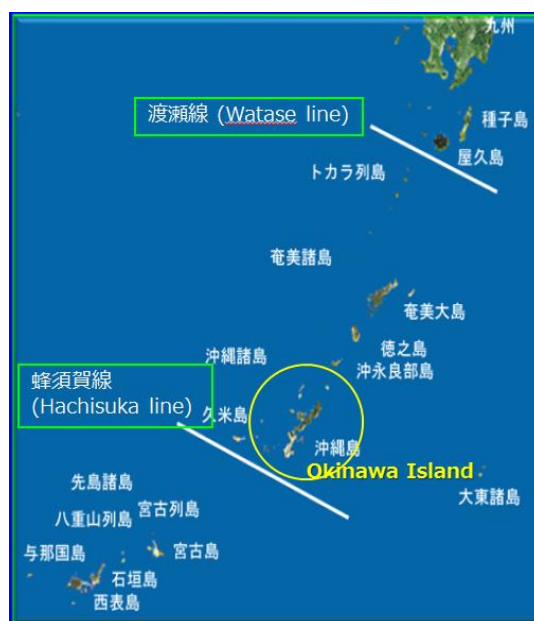 九州
渡瀬線 (Watase line)
種子島
屋久島
トカラ列島
奄美諸島
奄美大島
徳之島
沖縄諸島
沖永良部島
蜂須賀線
(Hachisuka line)
久米島
沖縄島
Okinawa Island
大東諸島
先島諸島
宮古列島
八重山列島
与那国島
宮古島
石垣島
西表島